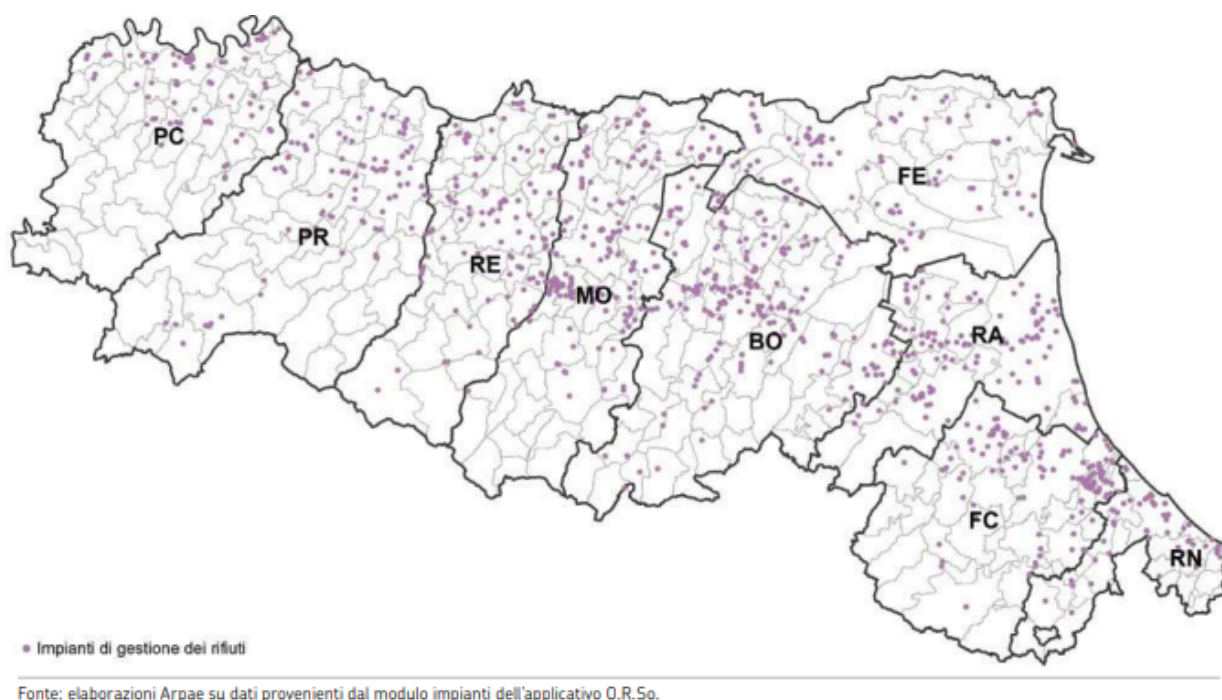 PC
PR
RE
MO
BO
FE
RA
FC
RN
Impianti di gestione dei rifiuti
Fonte: elaborazioni Arpae su dati provenienti dal modulo impianti dell'applicativo O.R.So.